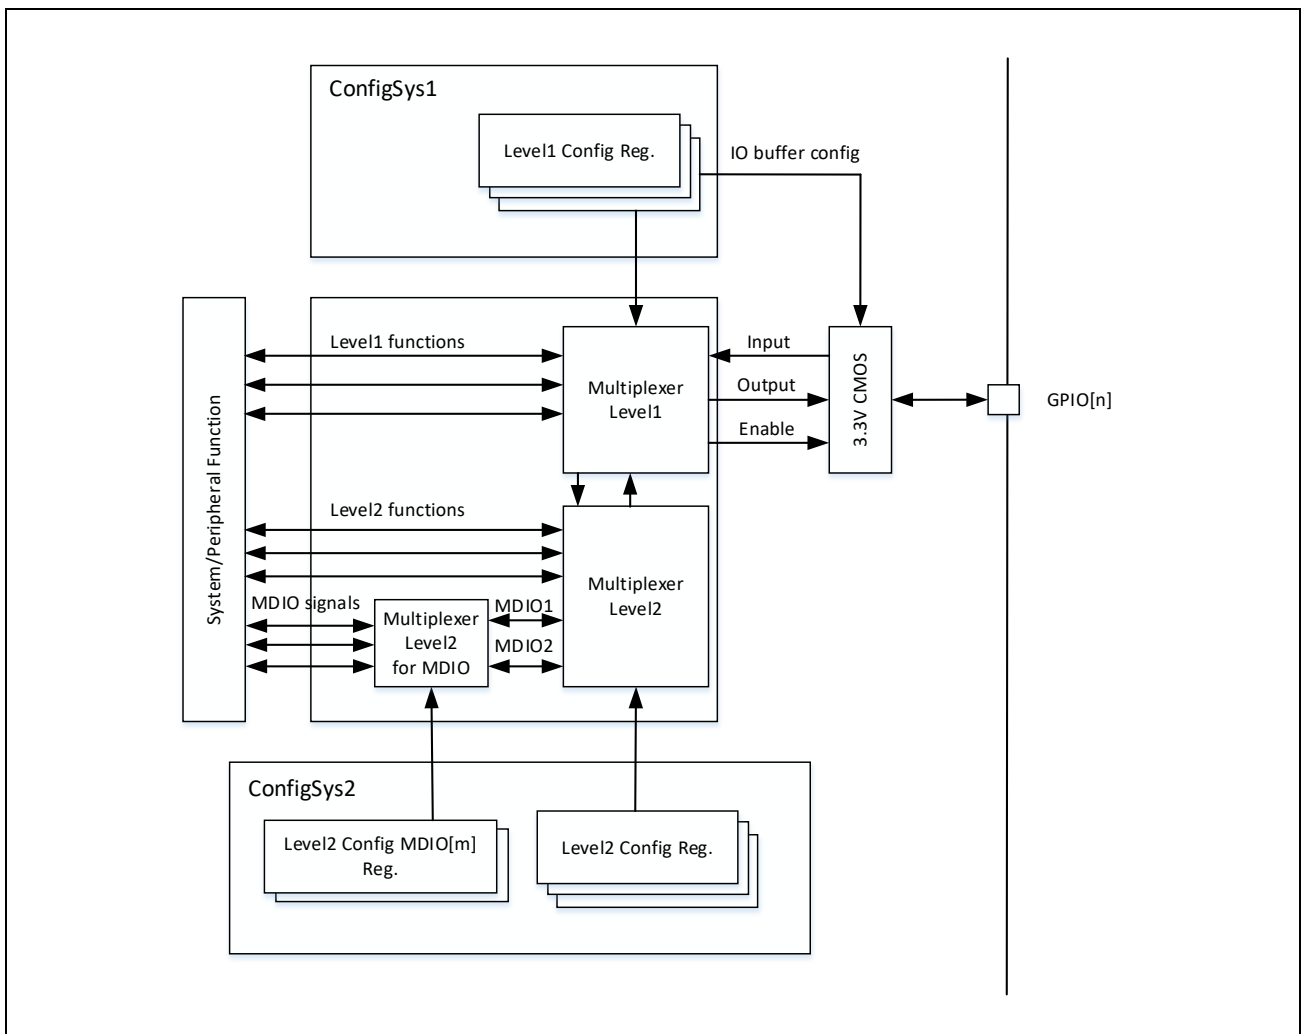 ConfigSys1
Level1 Config Reg.
IO buffer config
Level1 functions
Multiplexer
Level1
Input
Output
Enable
3.3V CMOS
GPIO[n]
System/Peripheral Function
Level2 functions
Multiplexer
Level2
MDIO signals
Multiplexer
Level2
for MDIO
MDIO1
MDIO2
ConfigSys2
Level2 Config MDIO[m]
Reg.
Level2 Config Reg.